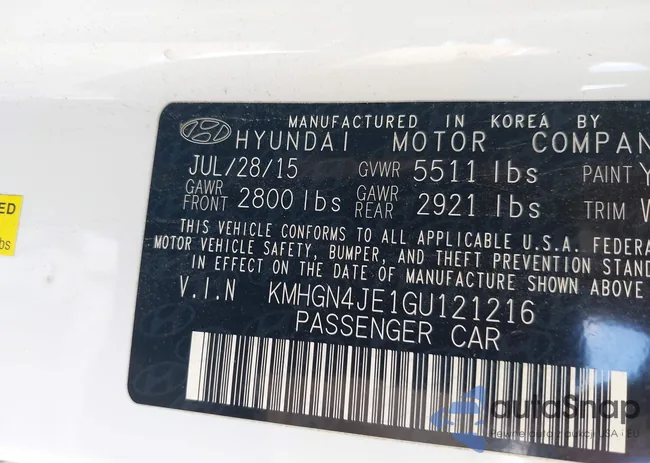 MANUFACTURED IN KOREA BY
HYUNDAI MOTOR COMPAN
JUL/28/15 GVWR 5511 lbs PAINT Y
GAWR FRONT 2800 lbs GAWR REAR 2921 lbs TRIM
THIS VEHICLE CONFORMS TO ALL APPLICABLE U.S.A. FEDERA
MOTOR VEHICLE SAFETY, BUMPER, AND THEFT PREVENTION STAND
IN EFFECT ON THE DATE OF MANUFACTURE SHOWN ABOVE
V.I.N KMHGN4JE1GU121216
PASSENGER CAR
ED
lbs
autoSnap